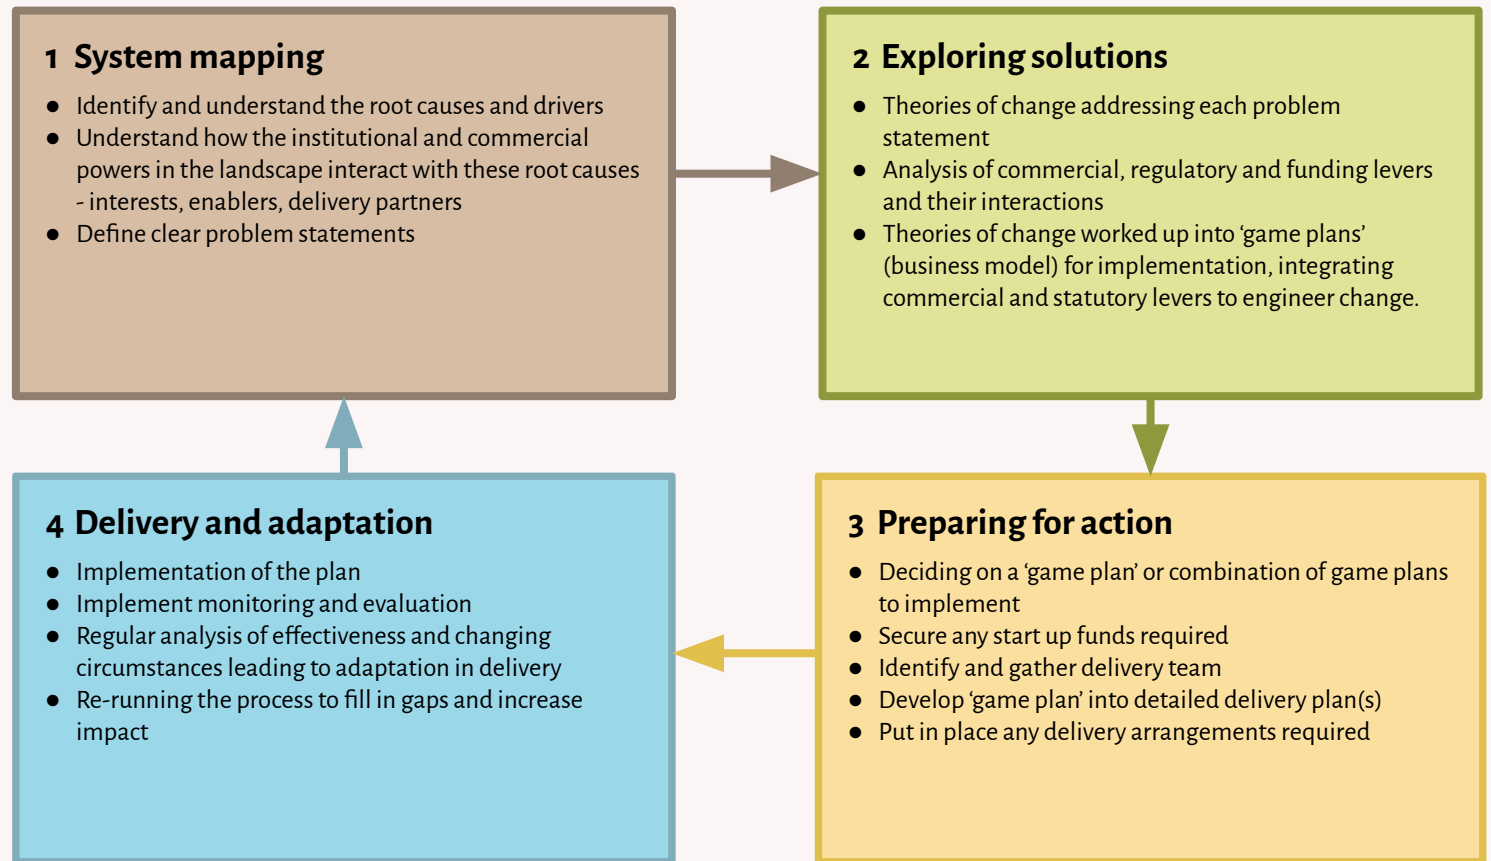 1 System mapping
● Identify and understand the root causes and drivers
● Understand how the institutional and commercial
powers in the landscape interact with these root causes
- interests, enablers, delivery partners
● Define clear problem statements
2 Exploring solutions
● Theories of change addressing each problem
statement
● Analysis of commercial, regulatory and funding levers
and their interactions
● Theories of change worked up into ‘game plans’
(business model) for implementation, integrating
commercial and statutory levers to engineer change.
3 Preparing for action
● Deciding on a ‘game plan’ or combination of game plans
to implement
● Secure any start up funds required
● Identify and gather delivery team
● Develop ‘game plan’ into detailed delivery plan(s)
● Put in place any delivery arrangements required
4 Delivery and adaptation
● Implementation of the plan
● Implement monitoring and evaluation
● Regular analysis of effectiveness and changing
circumstances leading to adaptation in delivery
● Re-running the process to fill in gaps and increase
impact